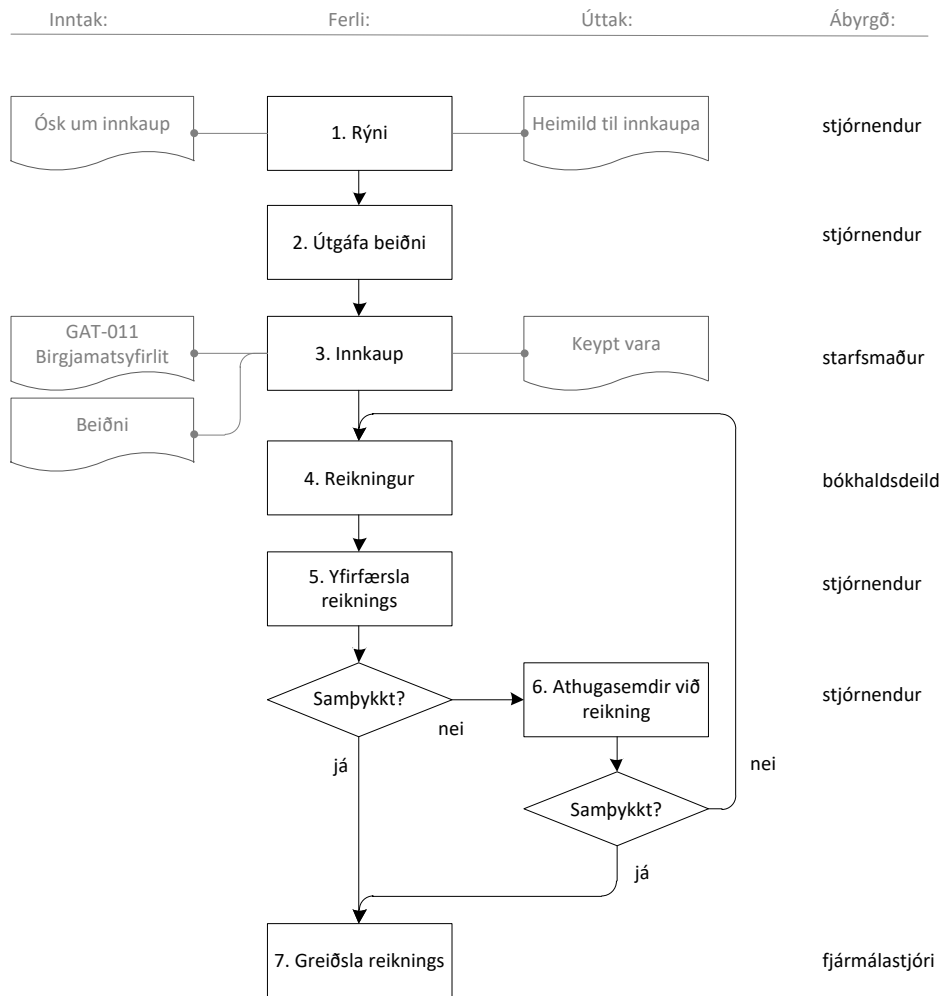 Inntak:
Ferli:
Úttak:
Ábyrgð:
Ósk um innkaup
1. Rýni
Heimild til innkaupa
stjórnendur
2. Útgáfa beiðni
stjórnendur
GAT-011
Birgjamatsyfirlit
3. Innkaup
Keypt vara
starfsmaður
Beiðni
4. Reikningur
bókhaldsdeild
5. Yfirfærsla
reiknings
stjórnendur
Samþykkt?
nei
já
6. Athugasemdir við
reikning
stjórnendur
Samþykkt?
nei
já
7. Greiðsla reiknings
fjármálastjóri